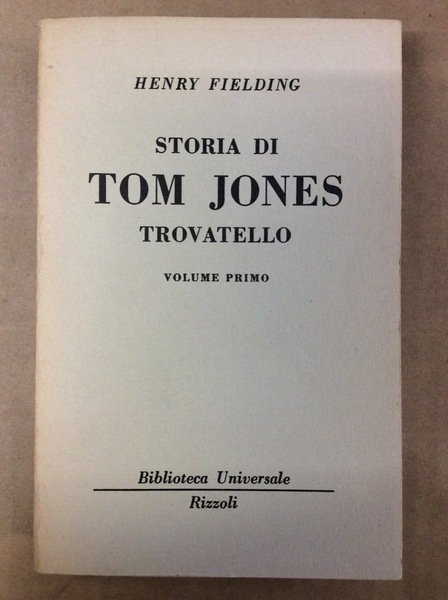 HENRY FIELDING
STORIA DI
TOM JONES
TROVATELLO
VOLUME PRIMO
Biblioteca Universale
Rizzoli